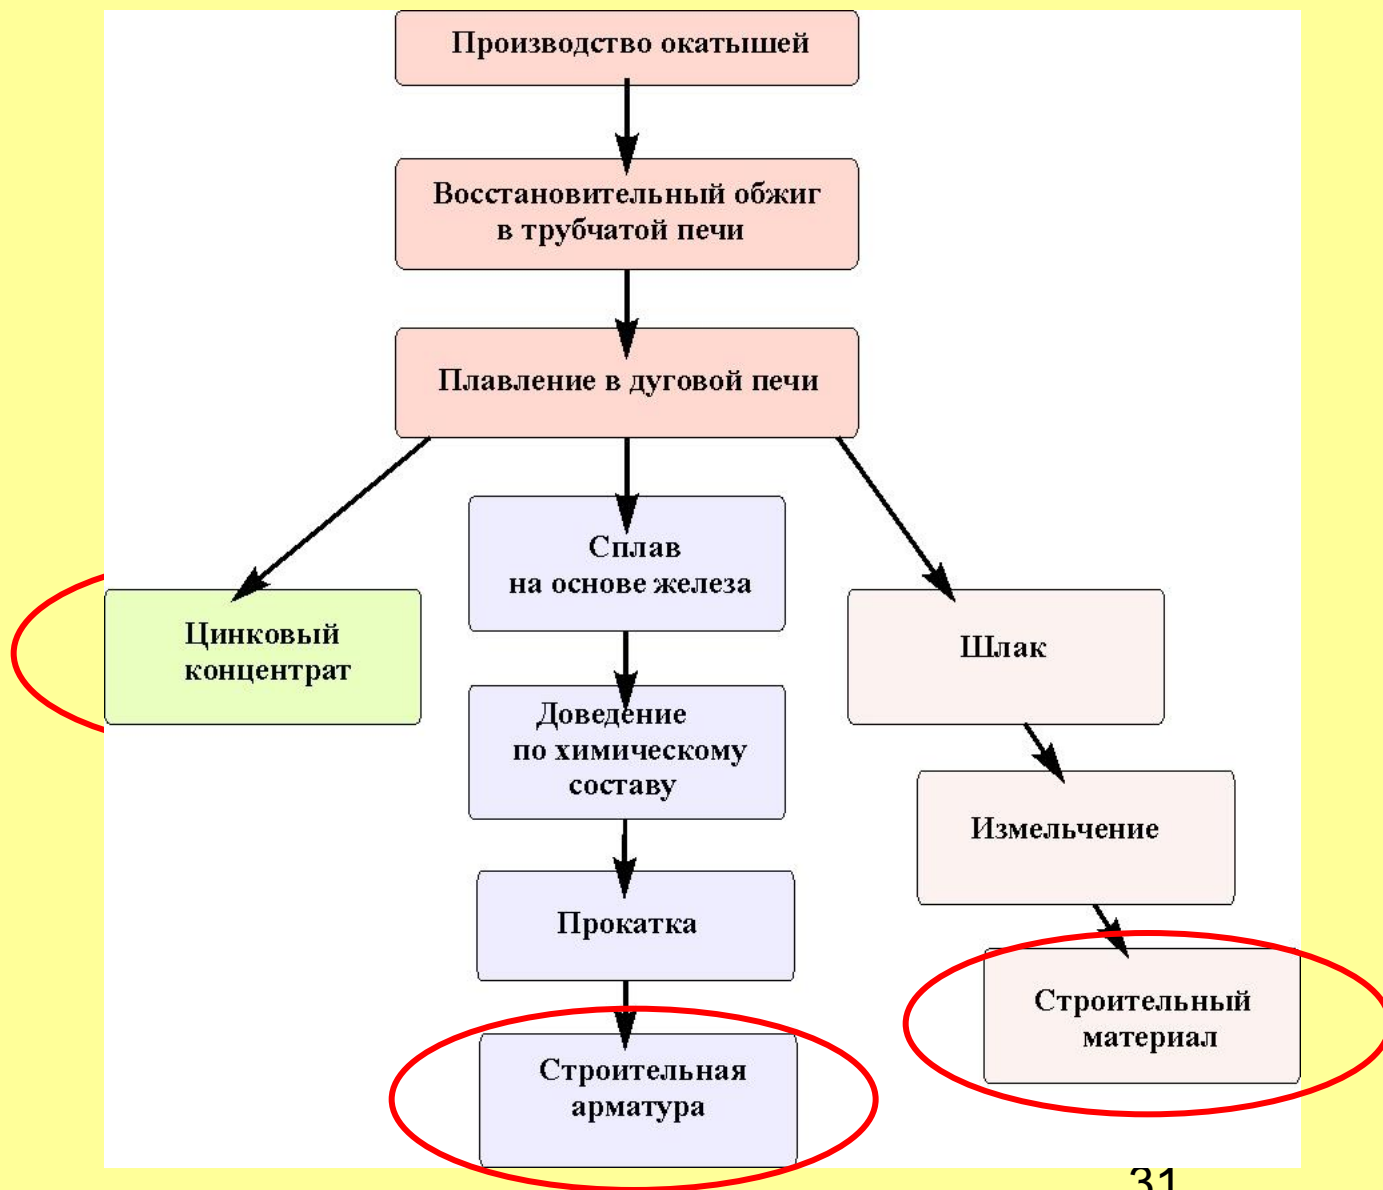 Производство окатышей
Восстановительный обжиг
в трубчатой печи
Плавление в дуговой печи
Сплав
на основе железа
Цинковый
концентрат
Шлак
Доведение
по химическому
составу
Измельчение
Прокатка
Строительный
материал
Строительная
арматура
31